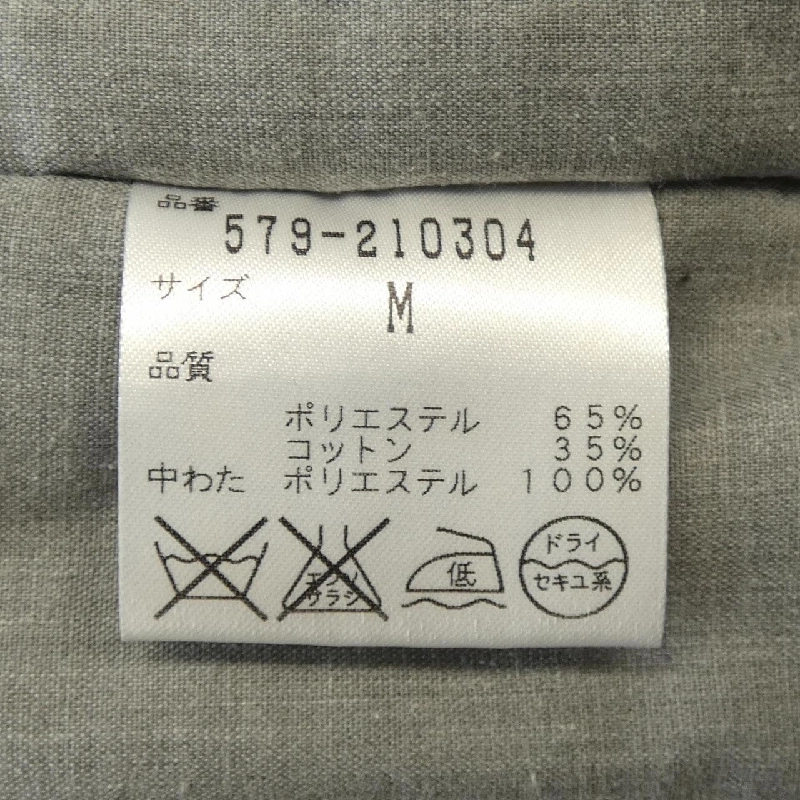 品番
579-210304
サイズ
M
品質
ポリエステル 65%
コットン 35%
中わた ポリエステル 100%
エンソ
サラシ
低
ドライ
セキユ系